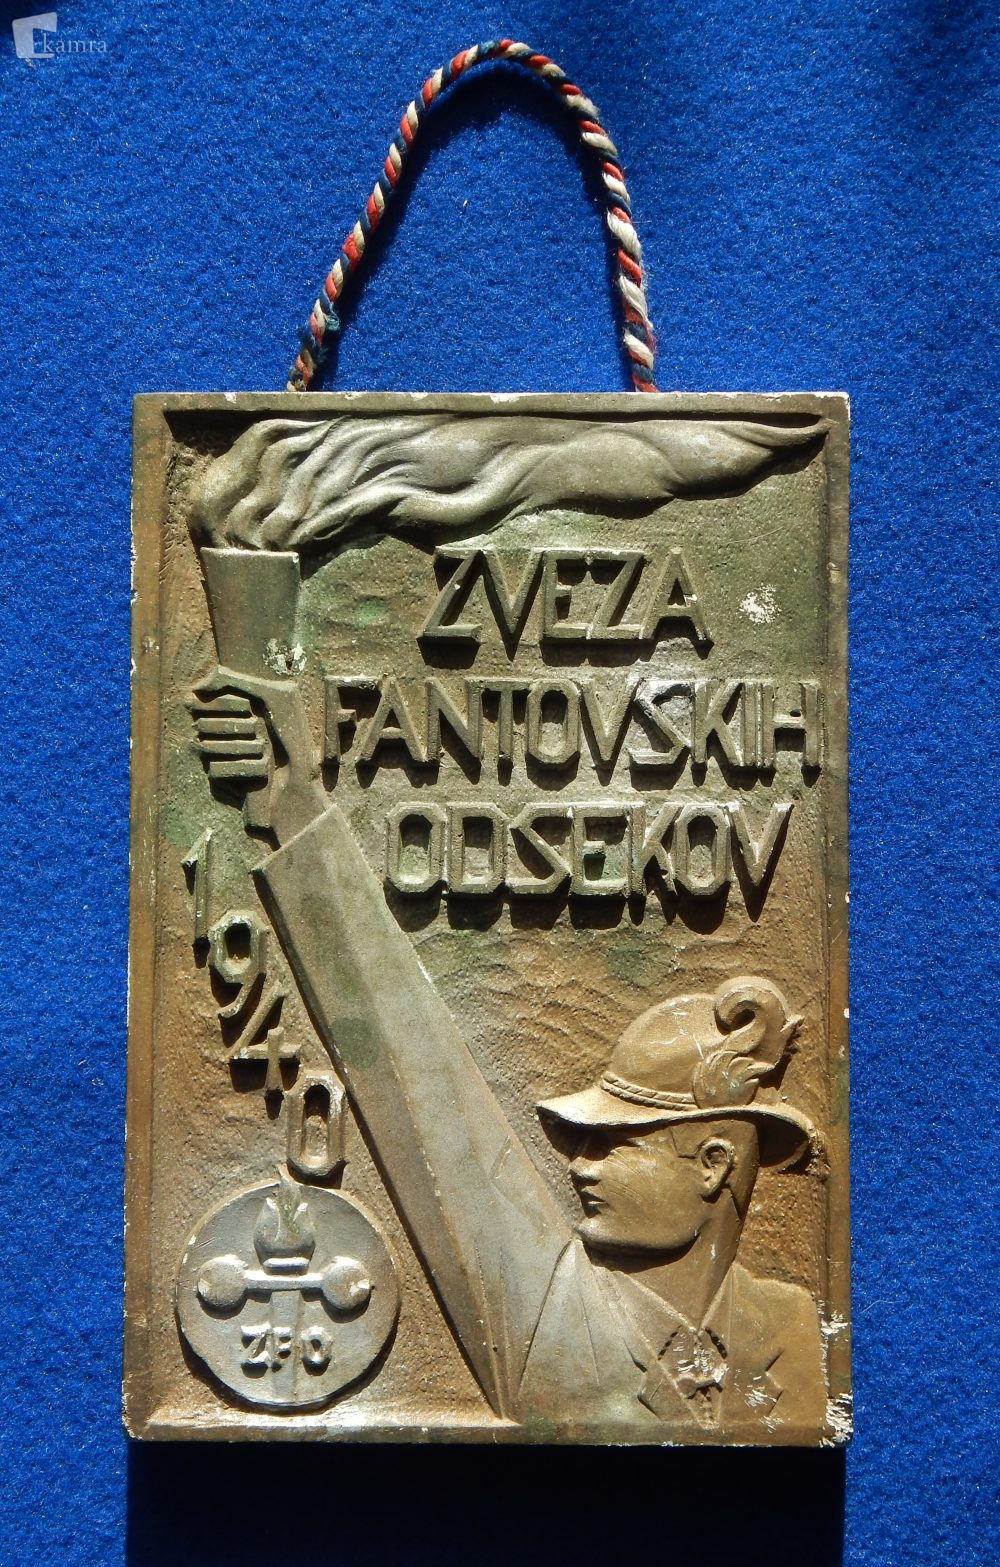 kamra
ZVEZA
FANTOVSKIH
ODSEKOV
1940
ZFO